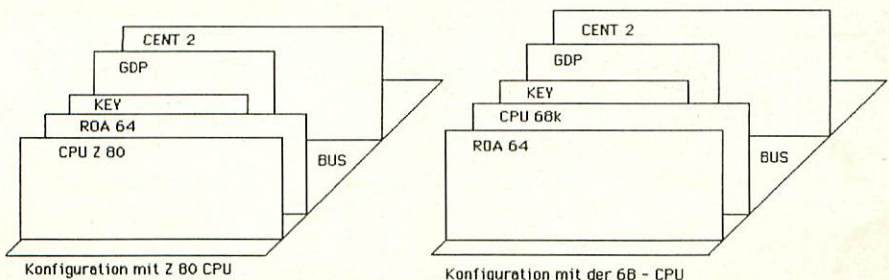 CENT 2
GDP
KEY
ROA 64
CPU Z 80
BUS
Konfiguration mit Z 80 CPU
CENT 2
GDP
KEY
CPU 68k
ROA 64
BUS
Konfiguration mit der 68 - CPU